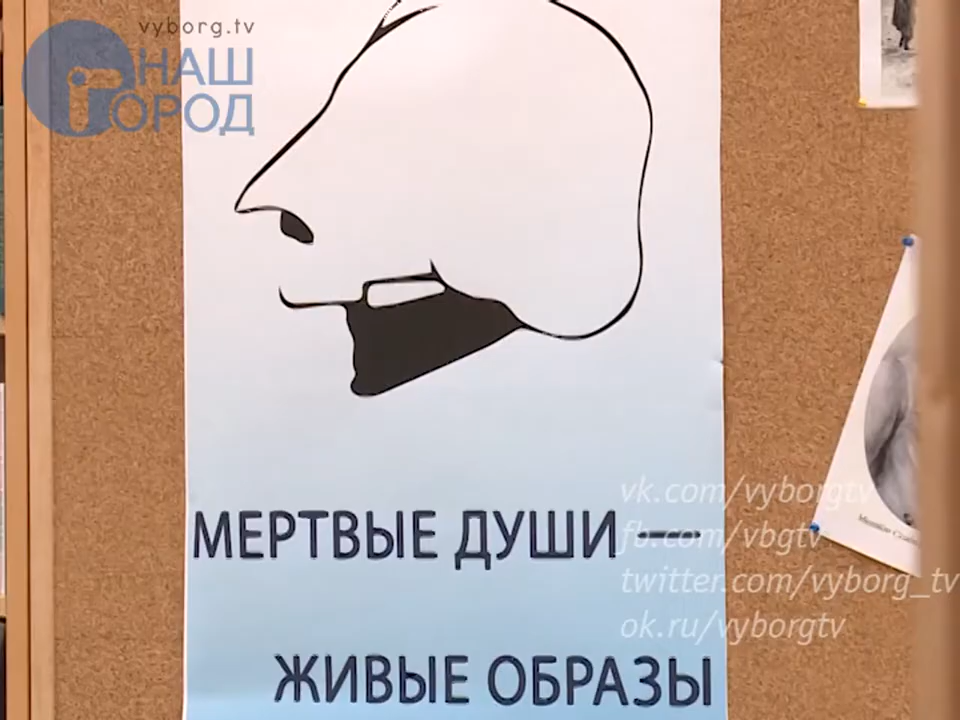 vyborg.tv
НАШ
ГОРОД
МЕРТВЫЕ ДУШИ —
ЖИВЫЕ ОБРАЗЫ
vk.com/vyborgtv
fb.com/vbgtv
twitter.com/vyborg_tv
ok.ru/vyborgtv